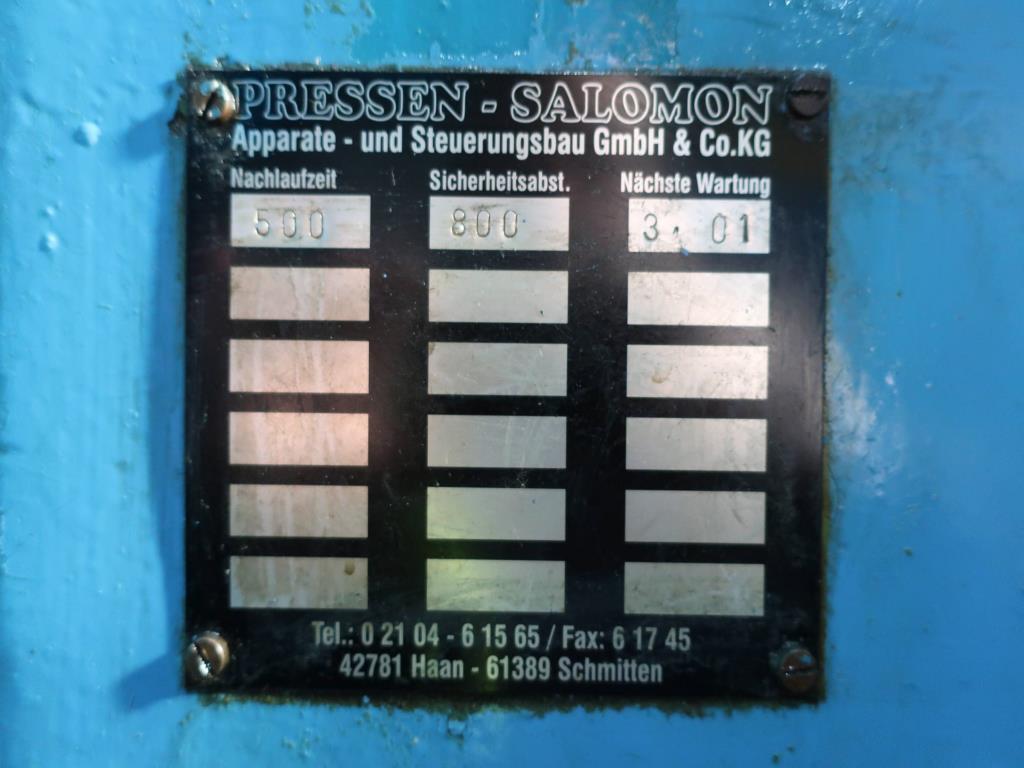 PRESSEN - SALOMON
Apparate - und Steuerungsbau GmbH & Co.KG
Nachlaufzeit Sicherheitsabst. Nächste Wartung
500 800 3. 01
Tel.: 0 21 04 - 6 15 65 / Fax: 6 17 45
42781 Haan - 61389 Schmitten